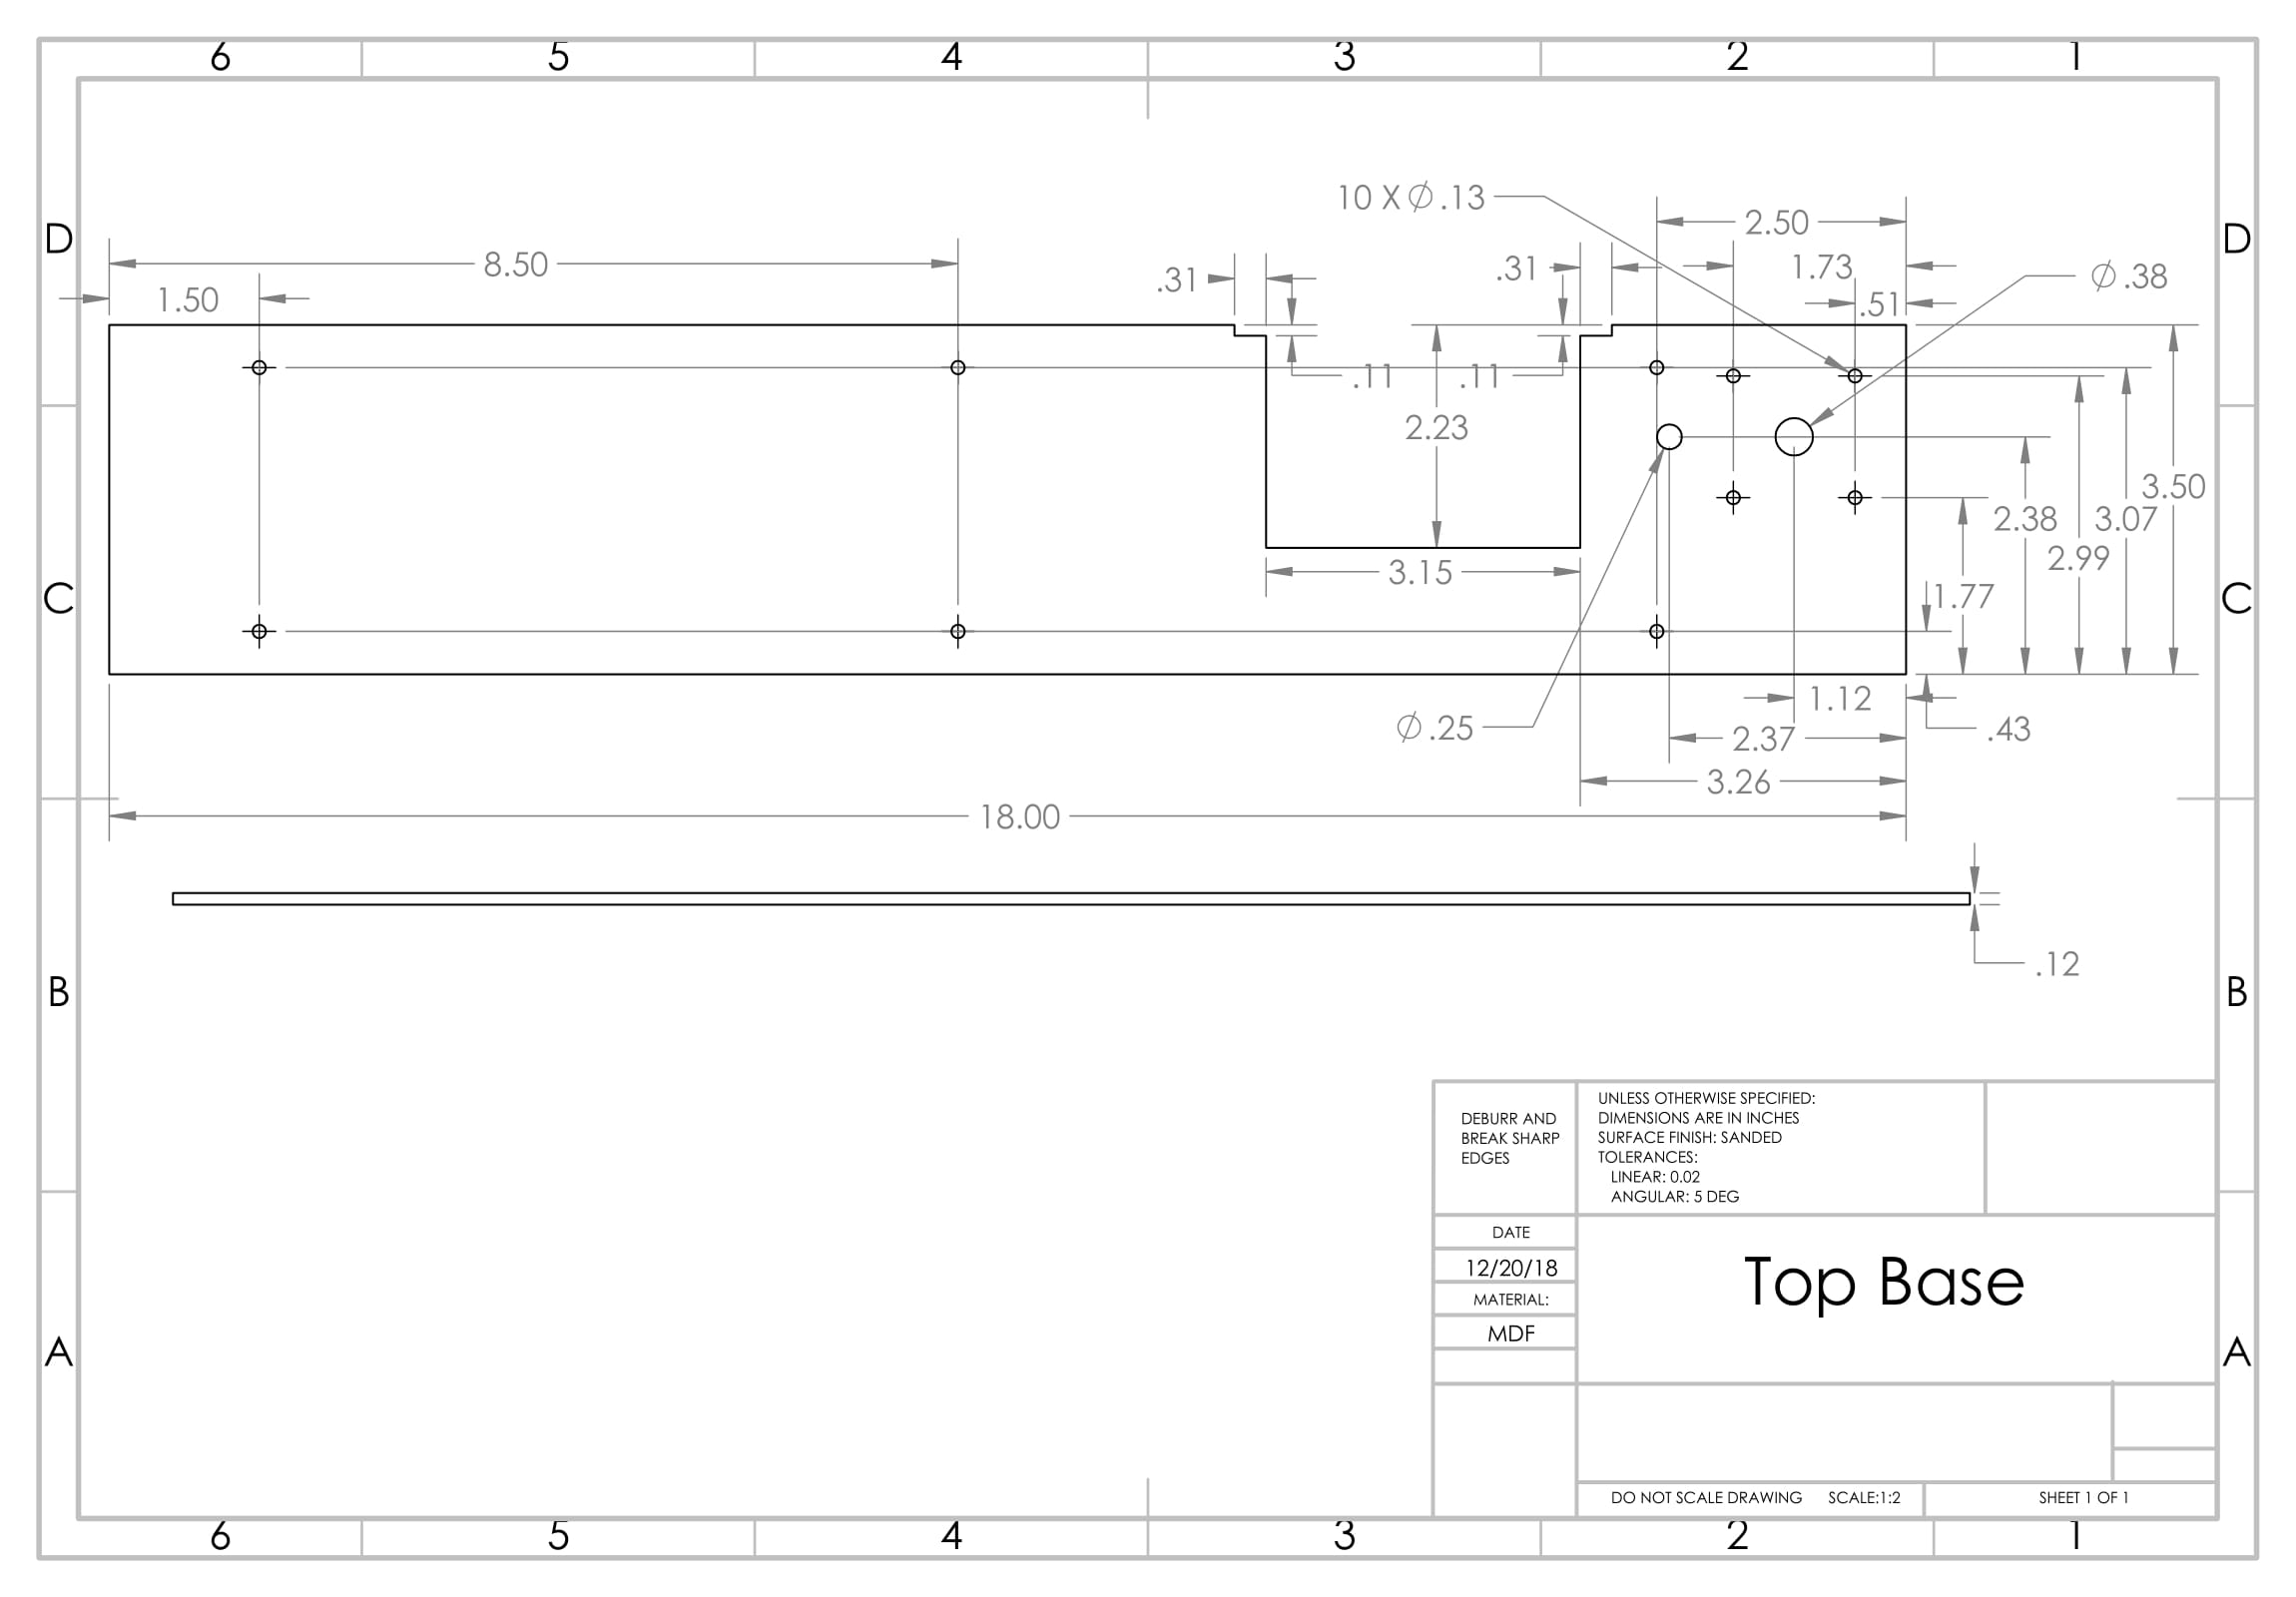 6 5 4 3 2 1
D D
10 X Ø .13
2.50
8.50
.31 .31 1.73 Ø .38
1.50 .51
.11 .11
2.23
3.50
2.38 3.07
2.99
3.15
C 1.77 C
1.12
Ø .25 2.37 .43
3.26
18.00
.12
B B
DEBURR AND
BREAK SHARP
EDGES
UNLESS OTHERWISE SPECIFIED:
DIMENSIONS ARE IN INCHES
SURFACE FINISH: SANDED
TOLERANCES:
LINEAR: 0.02
ANGULAR: 5 DEG
DATE
12/20/18
MATERIAL:
MDF
Top Base
A A
DO NOT SCALE DRAWING SCALE:1:2 SHEET 1 OF 1
6 5 4 3 2 1